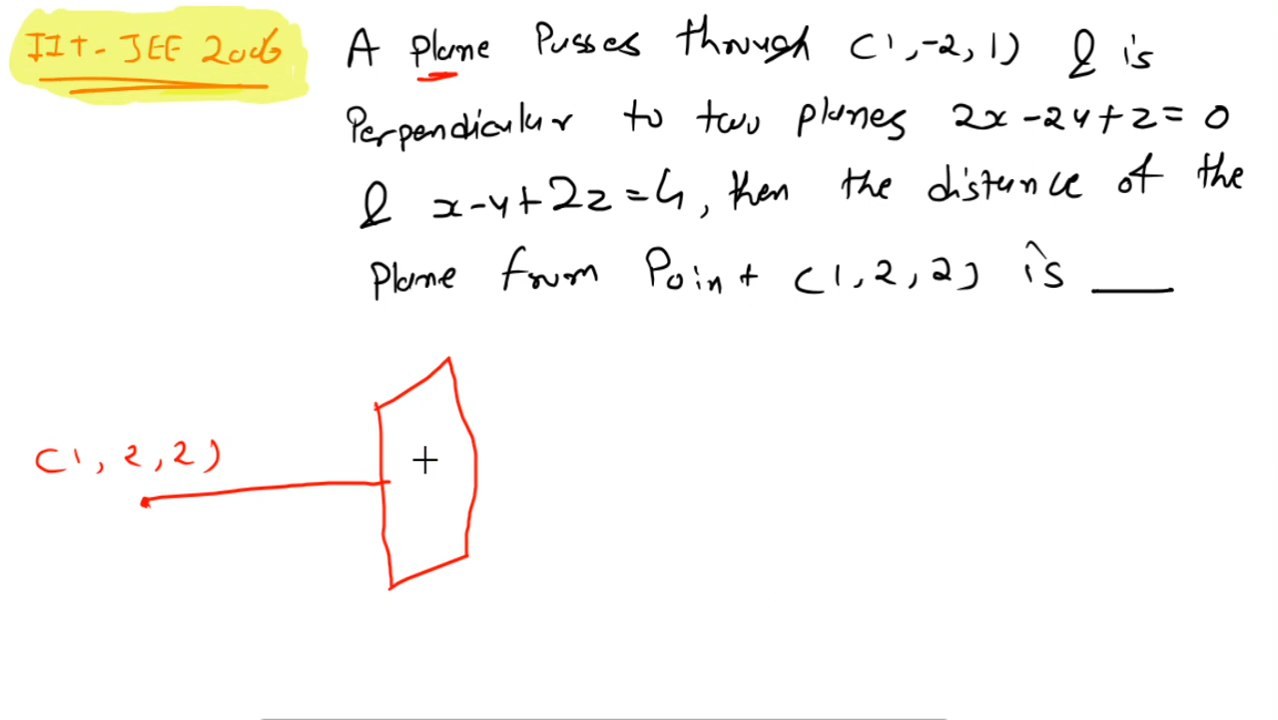 IIT - JEE 2006
A plane Passes through (1, -2, 1) & is
Perpendicular to two planes 2x - 2y + z = 0
& x - y + 2z = 4, then the distance of the
Plane from Point (1, 2, 2) is ____
(1, 2, 2)